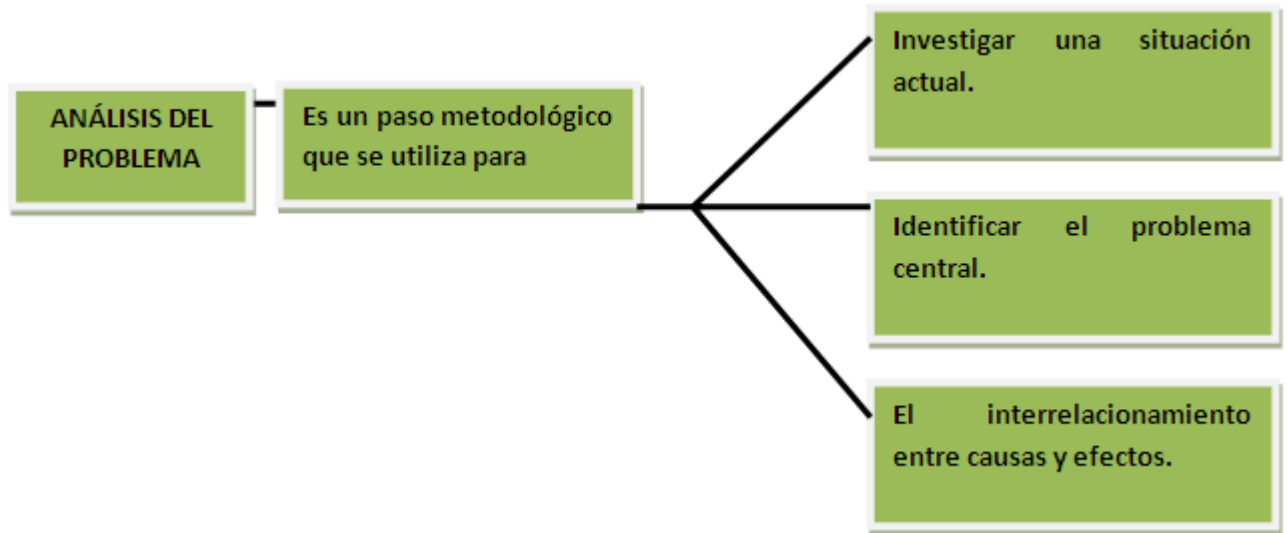 ANÁLISIS DEL
PROBLEMA
Es un paso metodológico
que se utiliza para
Investigar una situación
actual.
Identificar el problema
central.
El interrelacionamiento
entre causas y efectos.